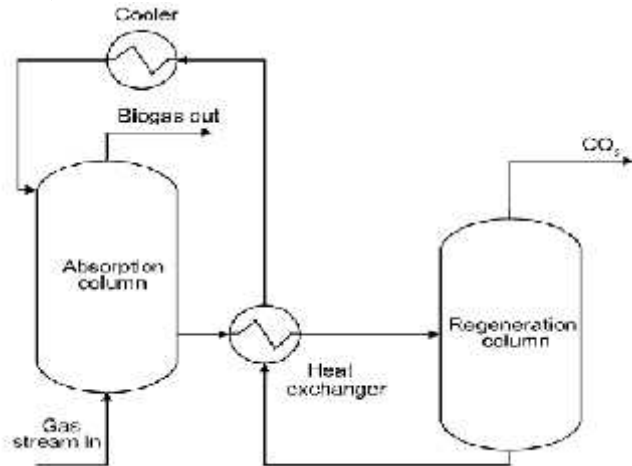 Cooler
Biogas out
CO₂
Absorption
column
Regeneration
column
Heat
exchanger
Gas
stream in